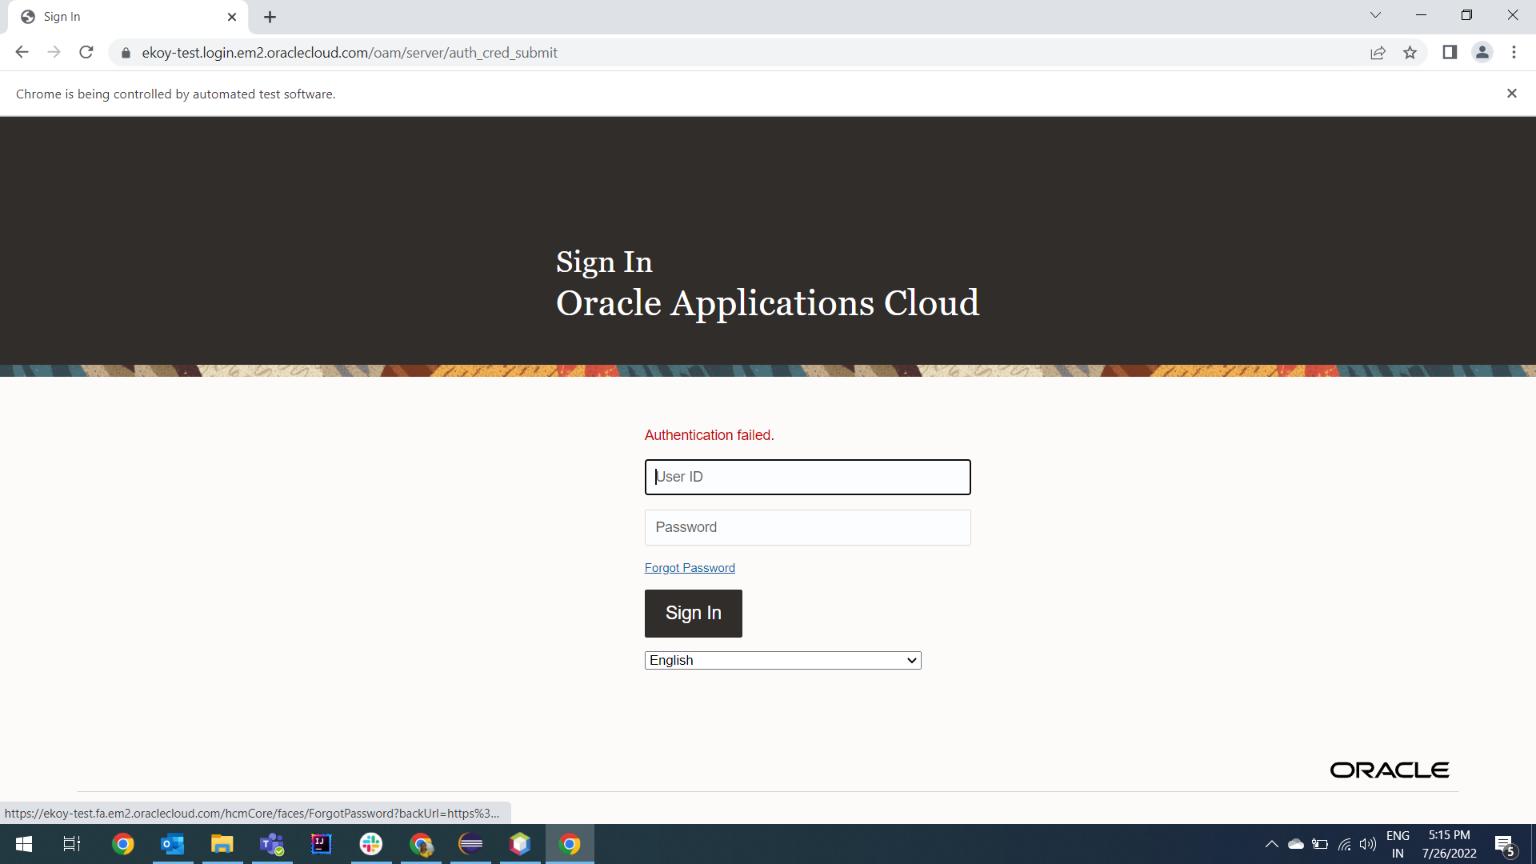 Sign In
ekoy-test.login.em2.oraclecloud.com/oam/server/auth_cred_submit
Chrome is being controlled by automated test software.
Sign In
Oracle Applications Cloud
Authentication failed.
User ID
Password
Forgot Password
Sign In
English
ORACLE
https://ekoy-test.fa.em2.oraclecloud.com/hcmCore/faces/ForgotPassword?backUrl=https%3...
ENG 5:15 PM
IN 7/26/2022
5